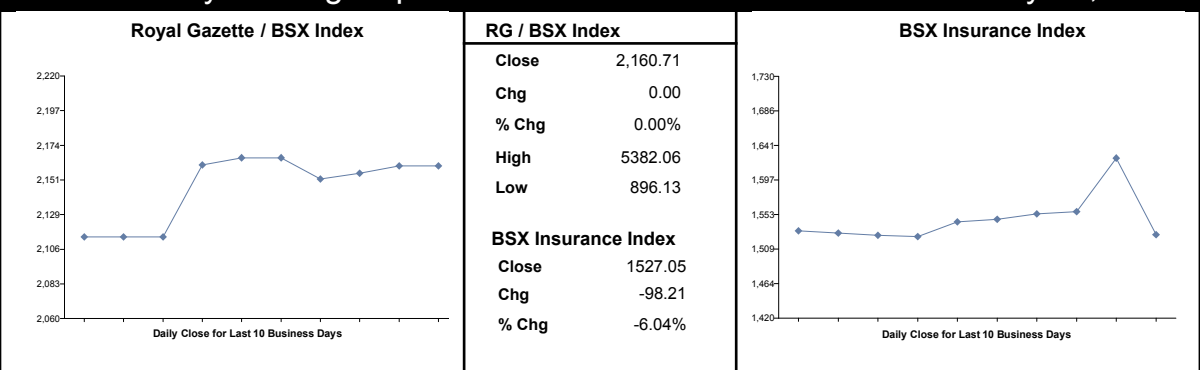 Royal Gazette / BSX Index
2,220
2,197
2,174
2,151
2,129
2,106
2,083
2,060
Daily Close for Last 10 Business Days
RG / BSX Index
Close 2,160.71
Chg 0.00
% Chg 0.00%
High 5382.06
Low 896.13
BSX Insurance Index
Close 1527.05
Chg -98.21
% Chg -6.04%
BSX Insurance Index
1,730
1,686
1,641
1,597
1,553
1,509
1,464
1,420
Daily Close for Last 10 Business Days